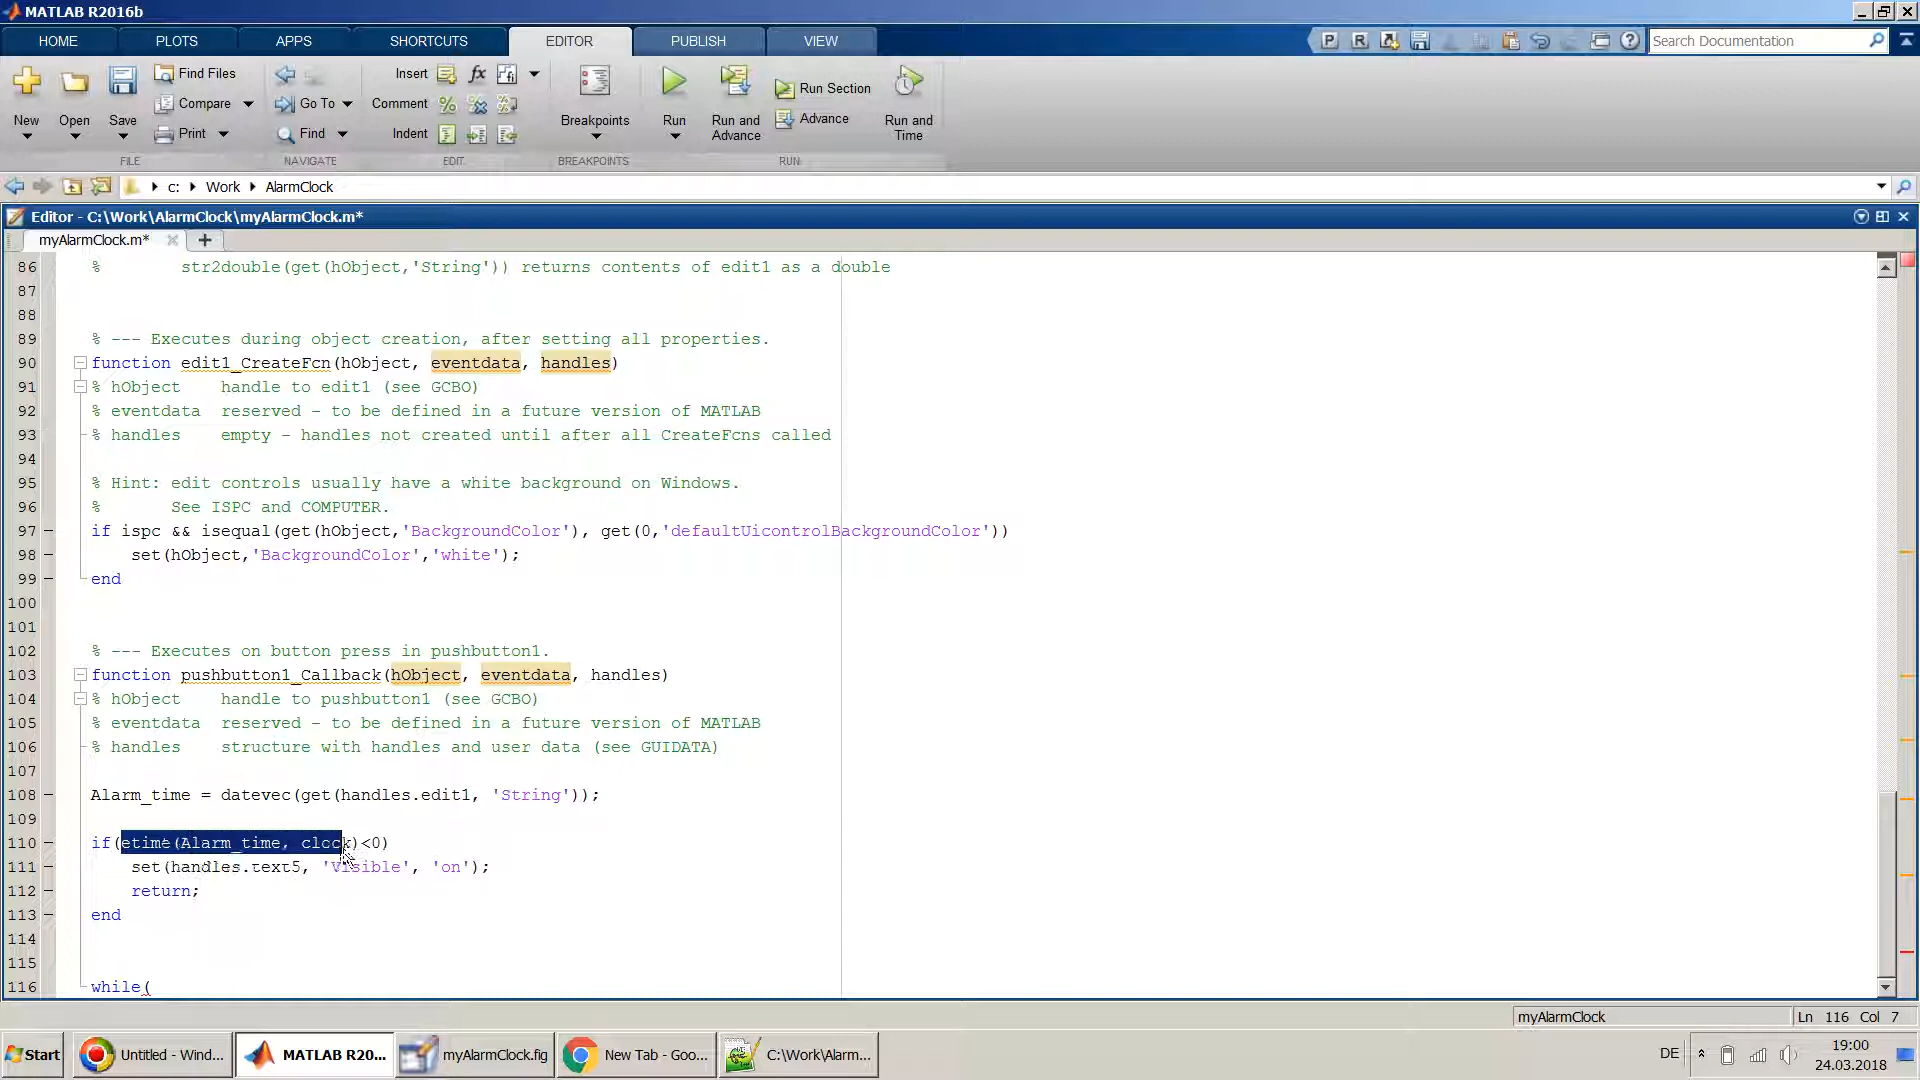 MATLAB R2016b
HOME PLOTS APPS SHORTCUTS EDITOR PUBLISH VIEW Search Documentation
New Open Save Find Files Compare Print Go To Find Insert fx Comment Indent Breakpoints Run Run and Advance Run Section Advance Run and Time
FILE NAVIGATE EDIT BREAKPOINTS RUN
c: Work AlarmClock
Editor - C:\Work\AlarmClock\myAlarmClock.m*
myAlarmClock.m*
86 % str2double(get(hObject,'String')) returns contents of edit1 as a double
87
88
89 % --- Executes during object creation, after setting all properties.
90 function edit1_CreateFcn(hObject, eventdata, handles)
91 % hObject handle to edit1 (see GCBO)
92 % eventdata reserved - to be defined in a future version of MATLAB
93 % handles empty - handles not created until after all CreateFcns called
94
95 % Hint: edit controls usually have a white background on Windows.
96 % See ISPC and COMPUTER.
97 if ispc && isequal(get(hObject,'BackgroundColor'), get(0,'defaultUicontrolBackgroundColor'))
98 set(hObject,'BackgroundColor','white');
99 end
100
101
102 % --- Executes on button press in pushbutton1.
103 function pushbutton1_Callback(hObject, eventdata, handles)
104 % hObject handle to pushbutton1 (see GCBO)
105 % eventdata reserved - to be defined in a future version of MATLAB
106 % handles structure with handles and user data (see GUIDATA)
107
108 Alarm_time = datevec(get(handles.edit1, 'String'));
109
110 if(etime(Alarm_time, clock)<0)
111 set(handles.text5, 'Visible', 'on');
112 return;
113 end
114
115
116 while(
myAlarmClock Ln 116 Col 7
Start Untitled - Wind... MATLAB R20... myAlarmClock.fig New Tab - Goo... C:\Work\Alarm... DE 19:00
24.03.2018